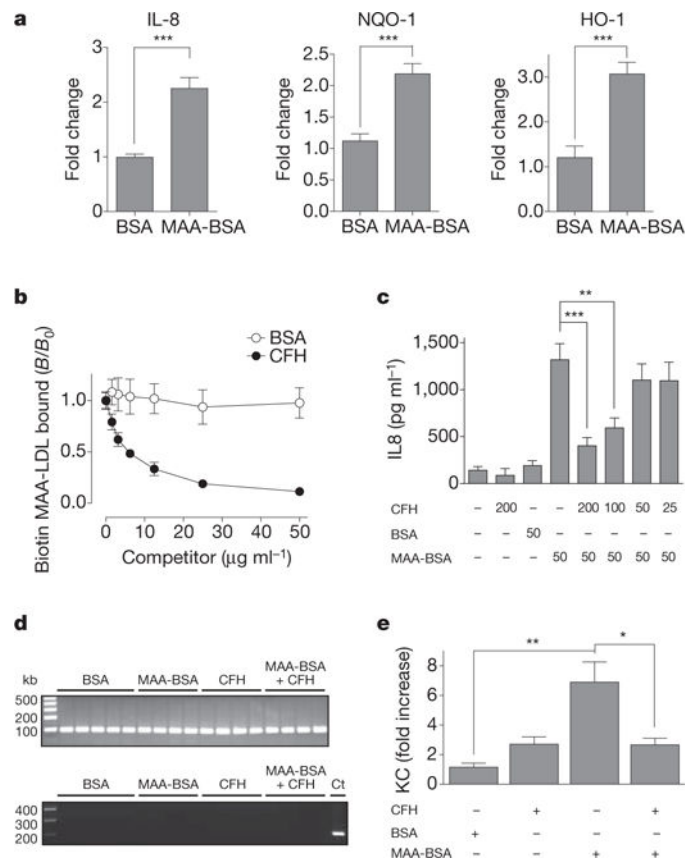 a
IL-8 NQO-1 HO-1
*** *** ***
Fold change Fold change Fold change
3 2.5 3.0
2 2.0 2.0
1 1.5 1.0
0 1.0 0.0
0.5
0.0
BSA MAA-BSA BSA MAA-BSA BSA MAA-BSA
b
BSA
CFH
Biotin MAA-LDL bound (B/B0)
1.0
0.5
0.0
0 10 20 30 40 50
Competitor (μg ml−1)
c
**
***
IL8 (pg ml−1)
1,500
1,000
500
0
CFH – 200 – – 200 100 50 25
BSA – – 50 – – – – –
MAA-BSA – – – 50 50 50 50 50
d
kb BSA MAA-BSA CFH MAA-BSA + CFH
500
200
100
BSA MAA-BSA CFH MAA-BSA + CFH Ct
400
300
200
e
** *
KC (fold increase)
8
6
4
2
0
CFH – + – +
BSA + – – –
MAA-BSA – – + +